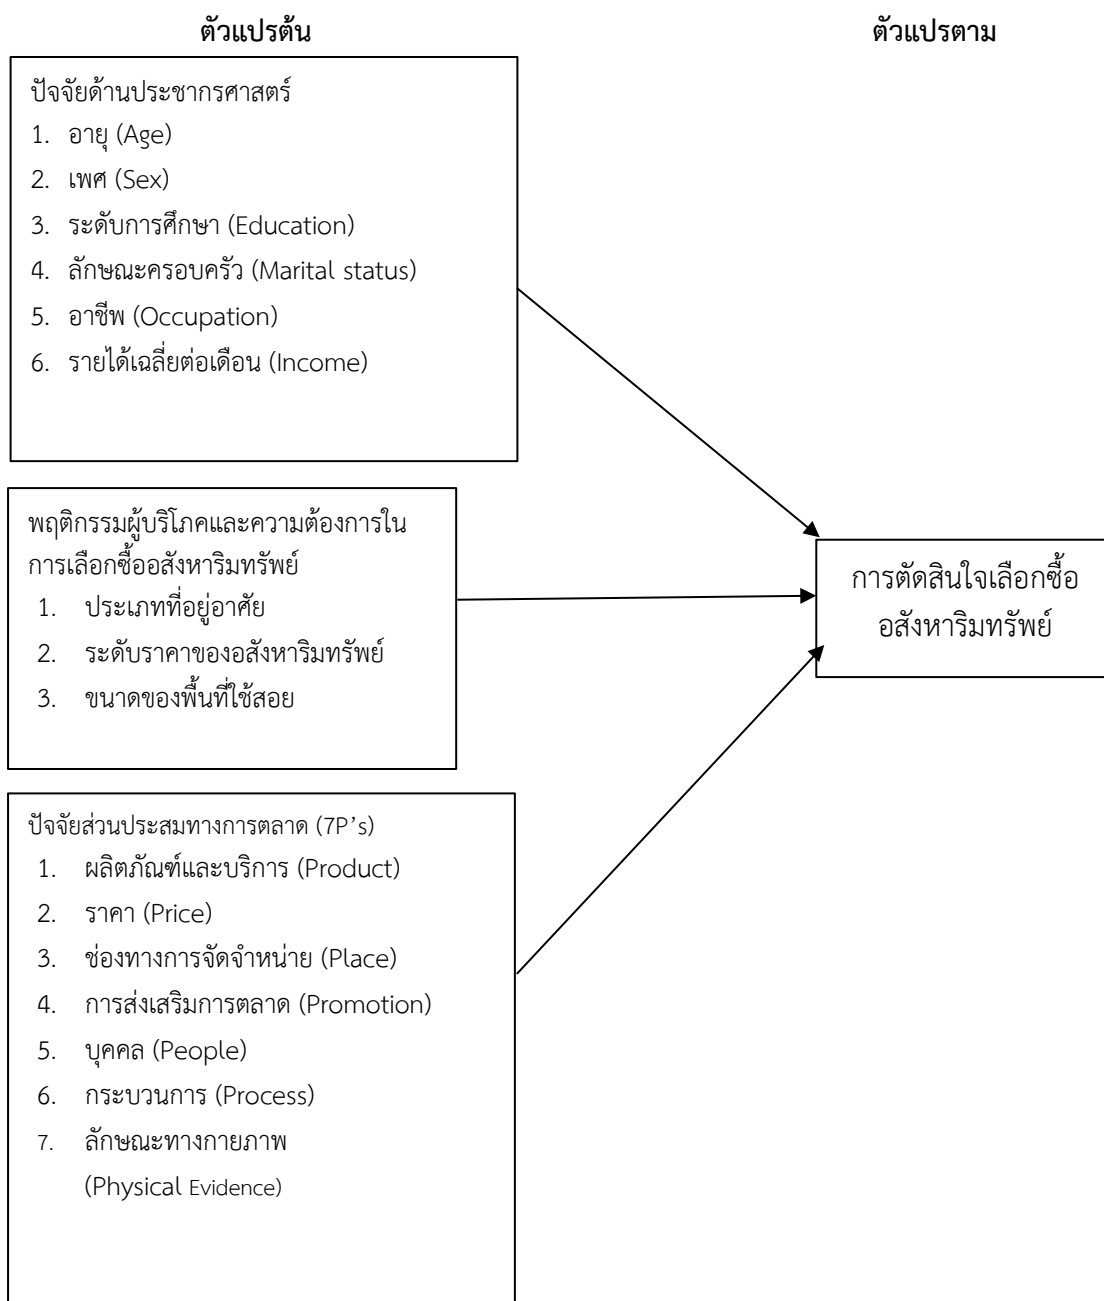 ตัวแปรต้น
ตัวแปรตาม
ปัจจัยด้านประชากรศาสตร์
1. อายุ (Age)
2. เพศ (Sex)
3. ระดับการศึกษา (Education)
4. ลักษณะครอบครัว (Marital status)
5. อาชีพ (Occupation)
6. รายได้เฉลี่ยต่อเดือน (Income)
พฤติกรรมผู้บริโภคและความต้องการใน
การเลือกซื้ออสังหาริมทรัพย์
1. ประเภทที่อยู่อาศัย
2. ระดับราคาของอสังหาริมทรัพย์
3. ขนาดของพื้นที่ใช้สอย
การตัดสินใจเลือกซื้อ
อสังหาริมทรัพย์
ปัจจัยส่วนประสมทางการตลาด (7P’s)
1. ผลิตภัณฑ์และบริการ (Product)
2. ราคา (Price)
3. ช่องทางการจัดจำหน่าย (Place)
4. การส่งเสริมการตลาด (Promotion)
5. บุคคล (People)
6. กระบวนการ (Process)
7. ลักษณะทางกายภาพ
(Physical Evidence)